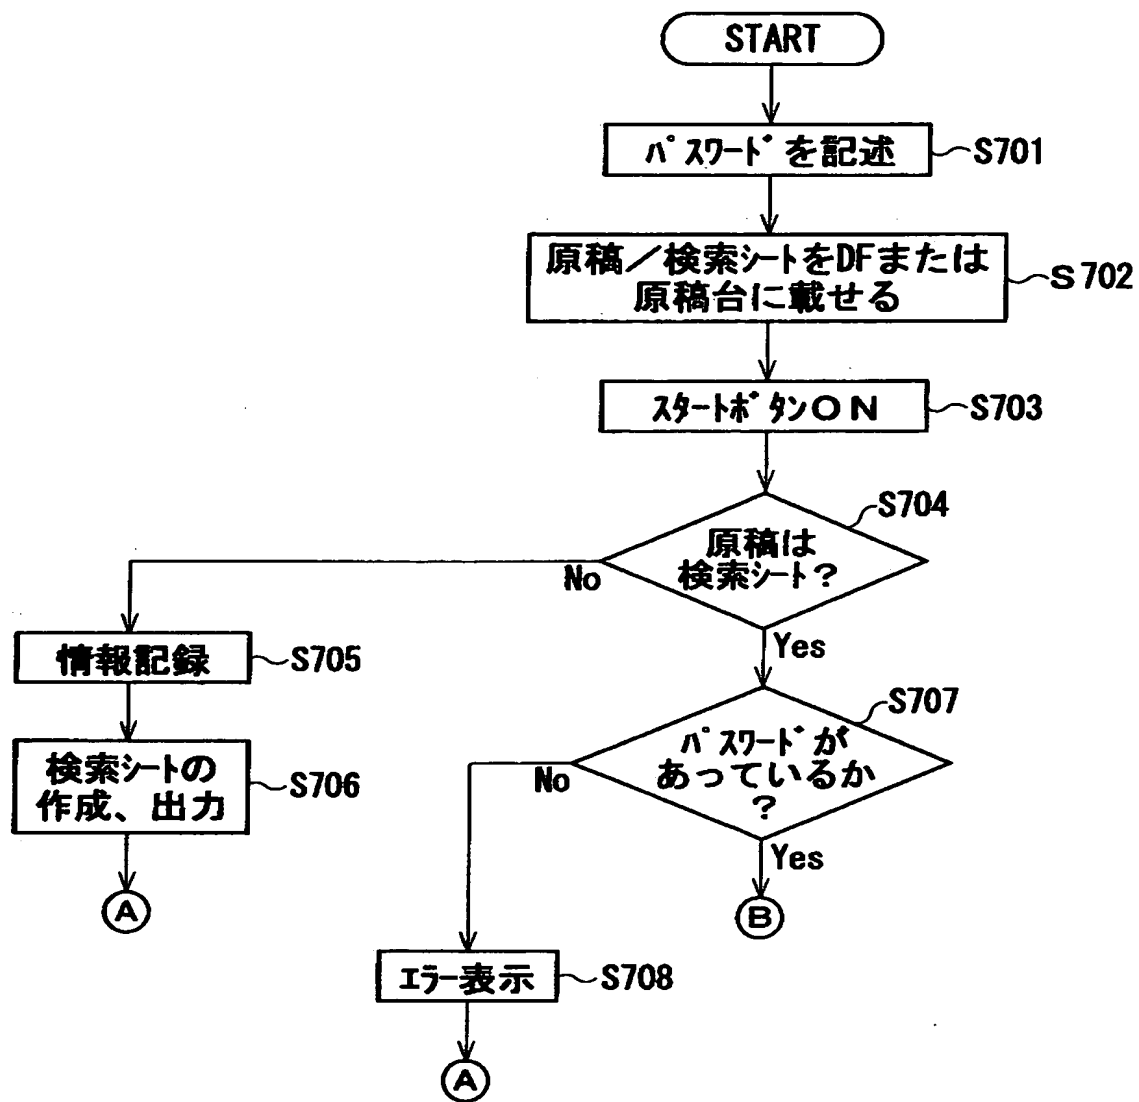 START
ﾊﾟｽﾜｰﾄﾞを記述
S701
原稿／検索ｼｰﾄをDFまたは
原稿台に載せる
S702
ｽﾀｰﾄﾎﾞﾀﾝＯＮ
S703
S704
原稿は
検索ｼｰﾄ？
No
Yes
情報記録
S705
S707
ﾊﾟｽﾜｰﾄﾞが
あっているか
？
No
Yes
検索ｼｰﾄの
作成、出力
S706
A
B
ｴﾗｰ表示
S708
A